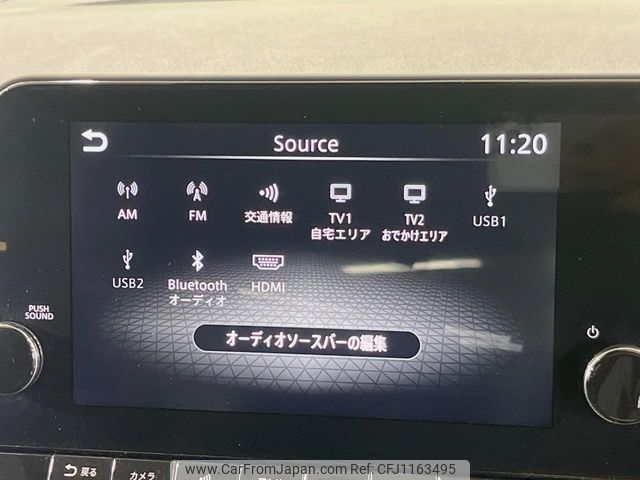 Source
11:20
AM
FM
交通情報
TV1
自宅エリア
TV2
おでかけエリア
USB1
USB2
Bluetooth
オーディオ
HDMI
オーディオソースバーの編集
PUSH
SOUND
戻る
カメラ
www.CarFromJapan.com - CFJ1163495